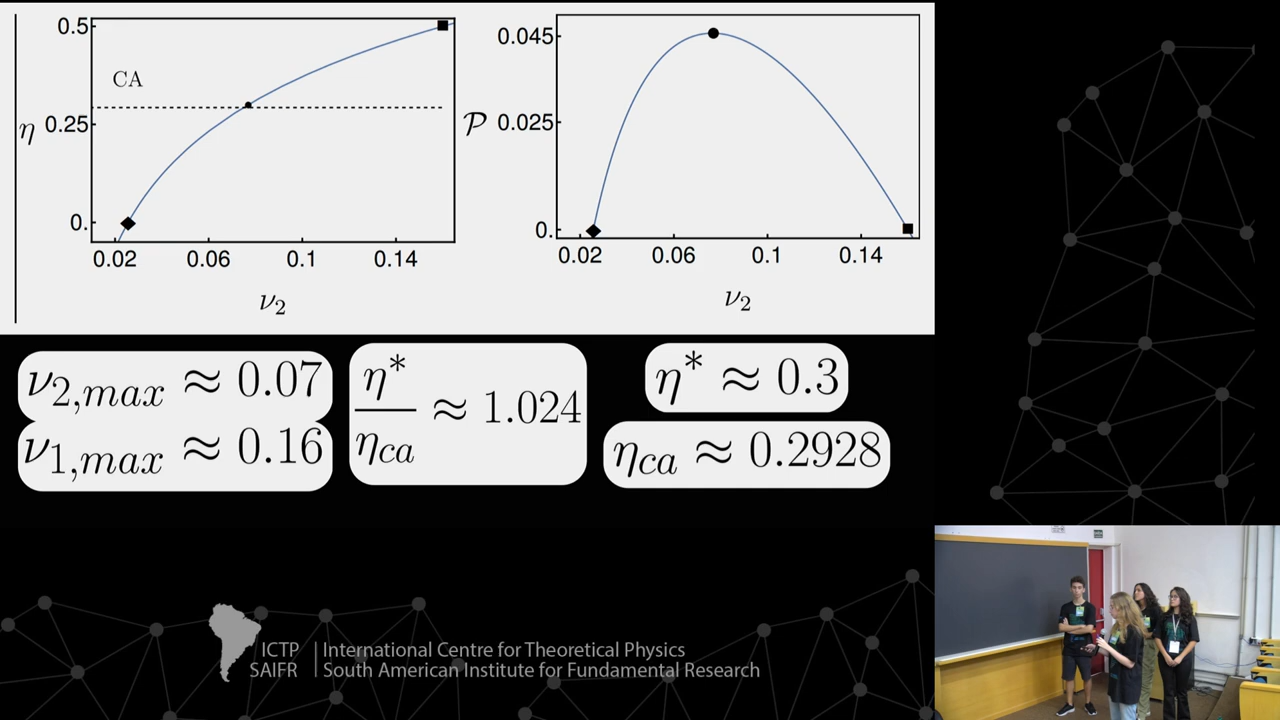 0.5
CA
η
0.25
0.
0.02 0.06 0.1 0.14
ν₂
0.045
𝒫
0.025
0.
0.02 0.06 0.1 0.14
ν₂
ν₂,max ≈ 0.07
ν₁,max ≈ 0.16
η*/ηca ≈ 1.024
η* ≈ 0.3
ηca ≈ 0.2928
ICTP
SAIFR
International Centre for Theoretical Physics
South American Institute for Fundamental Research